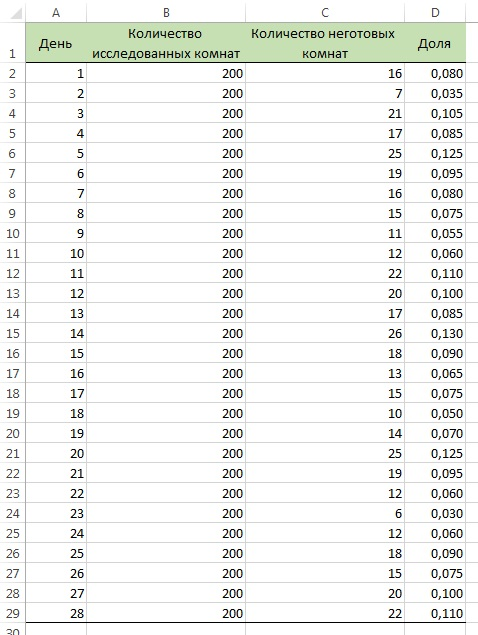 A B C D
1 День Количество исследованных комнат Количество неготовых комнат Доля
2 1 200 16 0,080
3 2 200 7 0,035
4 3 200 21 0,105
5 4 200 17 0,085
6 5 200 25 0,125
7 6 200 19 0,095
8 7 200 16 0,080
9 8 200 15 0,075
10 9 200 11 0,055
11 10 200 12 0,060
12 11 200 22 0,110
13 12 200 20 0,100
14 13 200 17 0,085
15 14 200 26 0,130
16 15 200 18 0,090
17 16 200 13 0,065
18 17 200 15 0,075
19 18 200 10 0,050
20 19 200 14 0,070
21 20 200 25 0,125
22 21 200 19 0,095
23 22 200 12 0,060
24 23 200 6 0,030
25 24 200 12 0,060
26 25 200 18 0,090
27 26 200 15 0,075
28 27 200 20 0,100
29 28 200 22 0,110
30